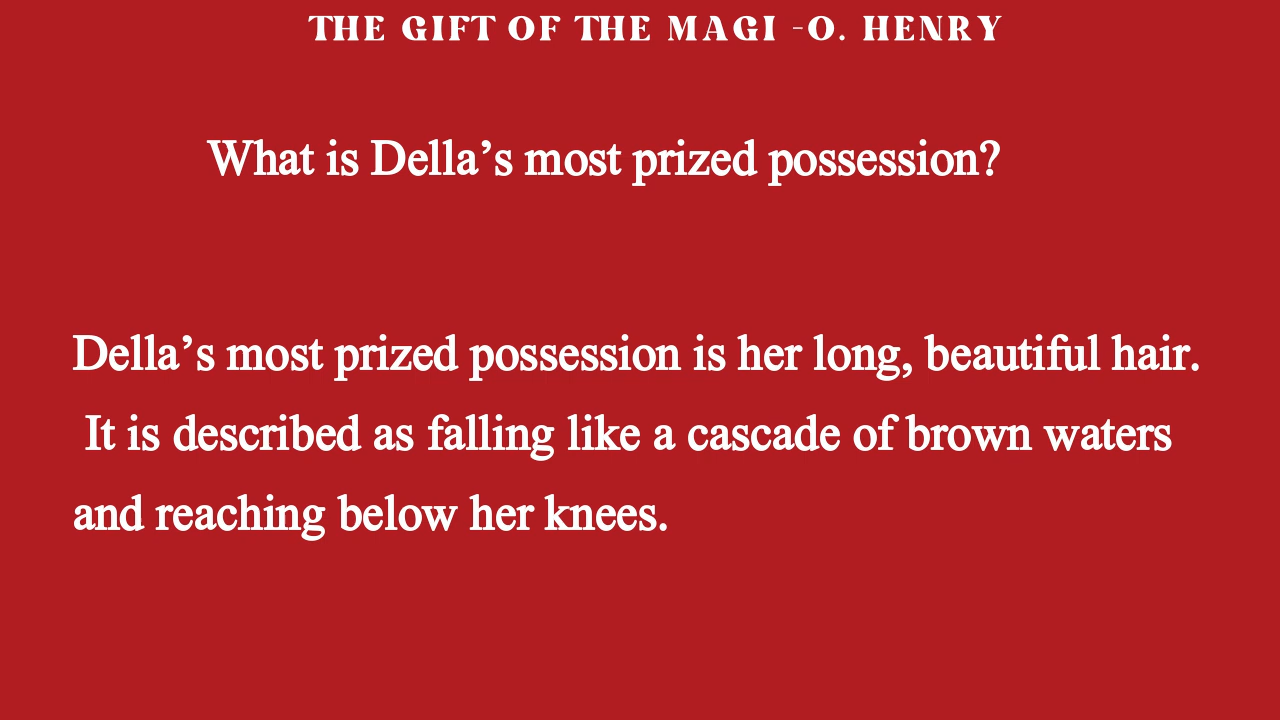 THE GIFT OF THE MAGI -O. HENRY
What is Della’s most prized possession?
Della’s most prized possession is her long, beautiful hair.
It is described as falling like a cascade of brown waters
and reaching below her knees.